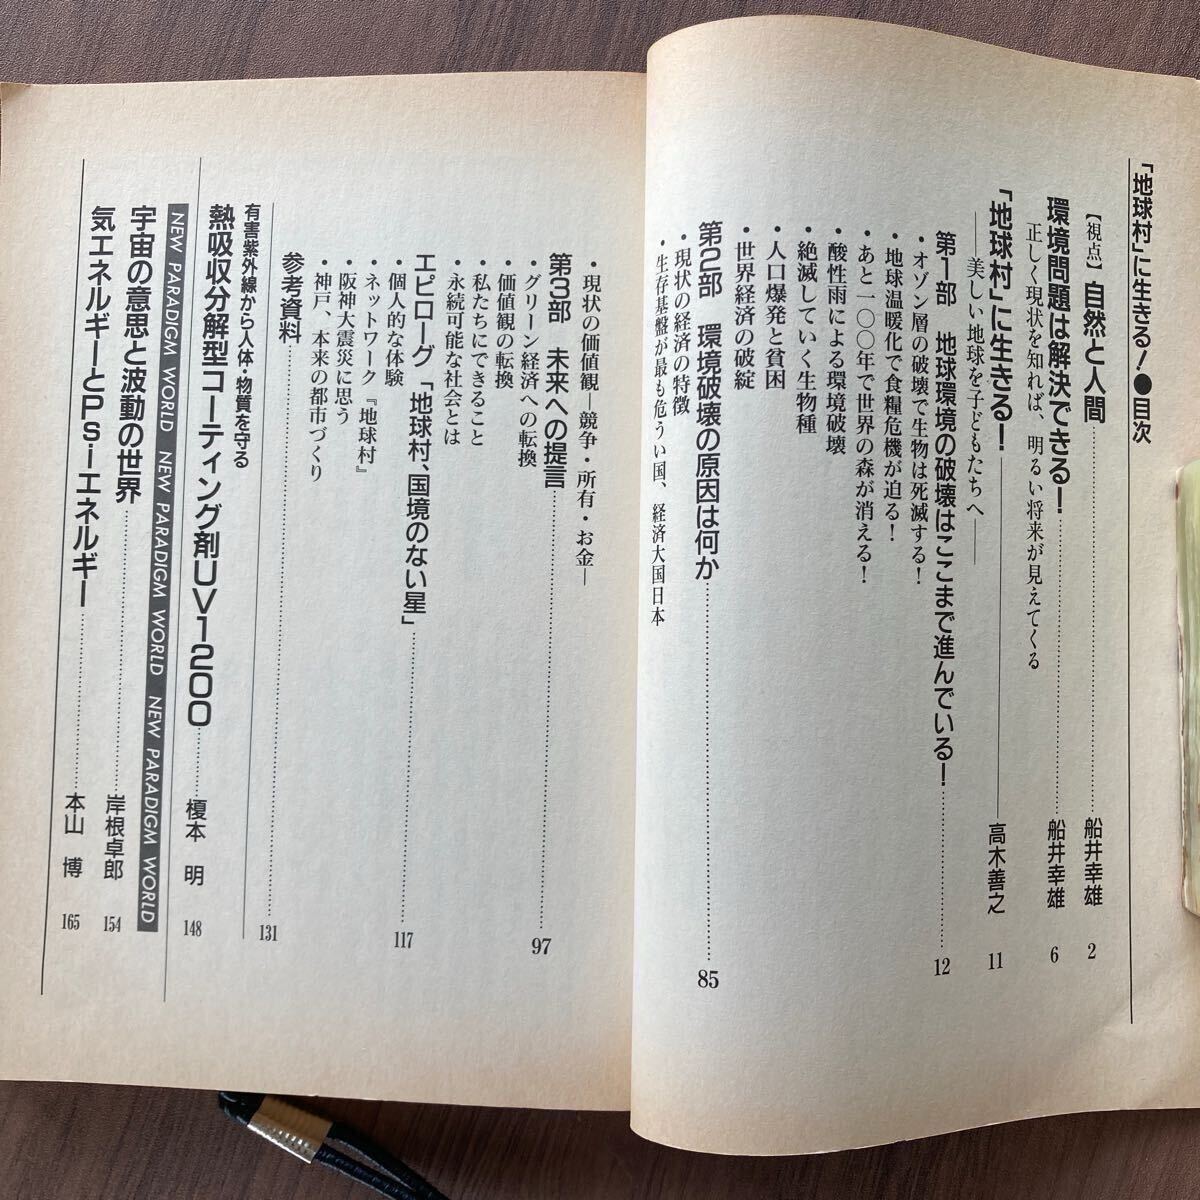 「地球村」に生きる!●目次
【視点】自然と人間 船井幸雄 2
環境問題は解決できる! 船井幸雄 6
正しく現状を知れば、明るい将来が見えてくる
「地球村」に生きる! 高木善之 11
―美しい地球を子どもたちへ―
第1部 地球環境の破壊はここまで進んでいる! 12
・オゾン層の破壊で生物は死滅する!
・地球温暖化で食糧危機が迫る!
・あと一〇〇年で世界の森が消える!
・酸性雨による環境破壊
・絶滅していく生物種
・人口爆発と貧困
・世界経済の破綻
第2部 環境破壊の原因は何か 85
・現状の経済の特徴
・生存基盤が最も危うい国、経済大国日本
・現状の価値観―競争・所有・お金―
第3部 未来への提言 97
・グリーン経済への転換
・価値観の転換
・私たちにできること
・永続可能な社会とは
エピローグ 「地球村、国境のない星」 117
・個人的な体験
・ネットワーク『地球村』
・阪神大震災に思う
・神戸、本来の都市づくり
参考資料 131
有害紫外線から人体・物質を守る
熱吸収分解型コーティング剤UV1200 榎本 明 148
NEW PARADIGM WORLD NEW PARADIGM WORLD NEW PARADIGM WORLD
宇宙の意思と波動の世界 岸根卓郎 154
気エネルギーとPsiエネルギー 本山 博 165